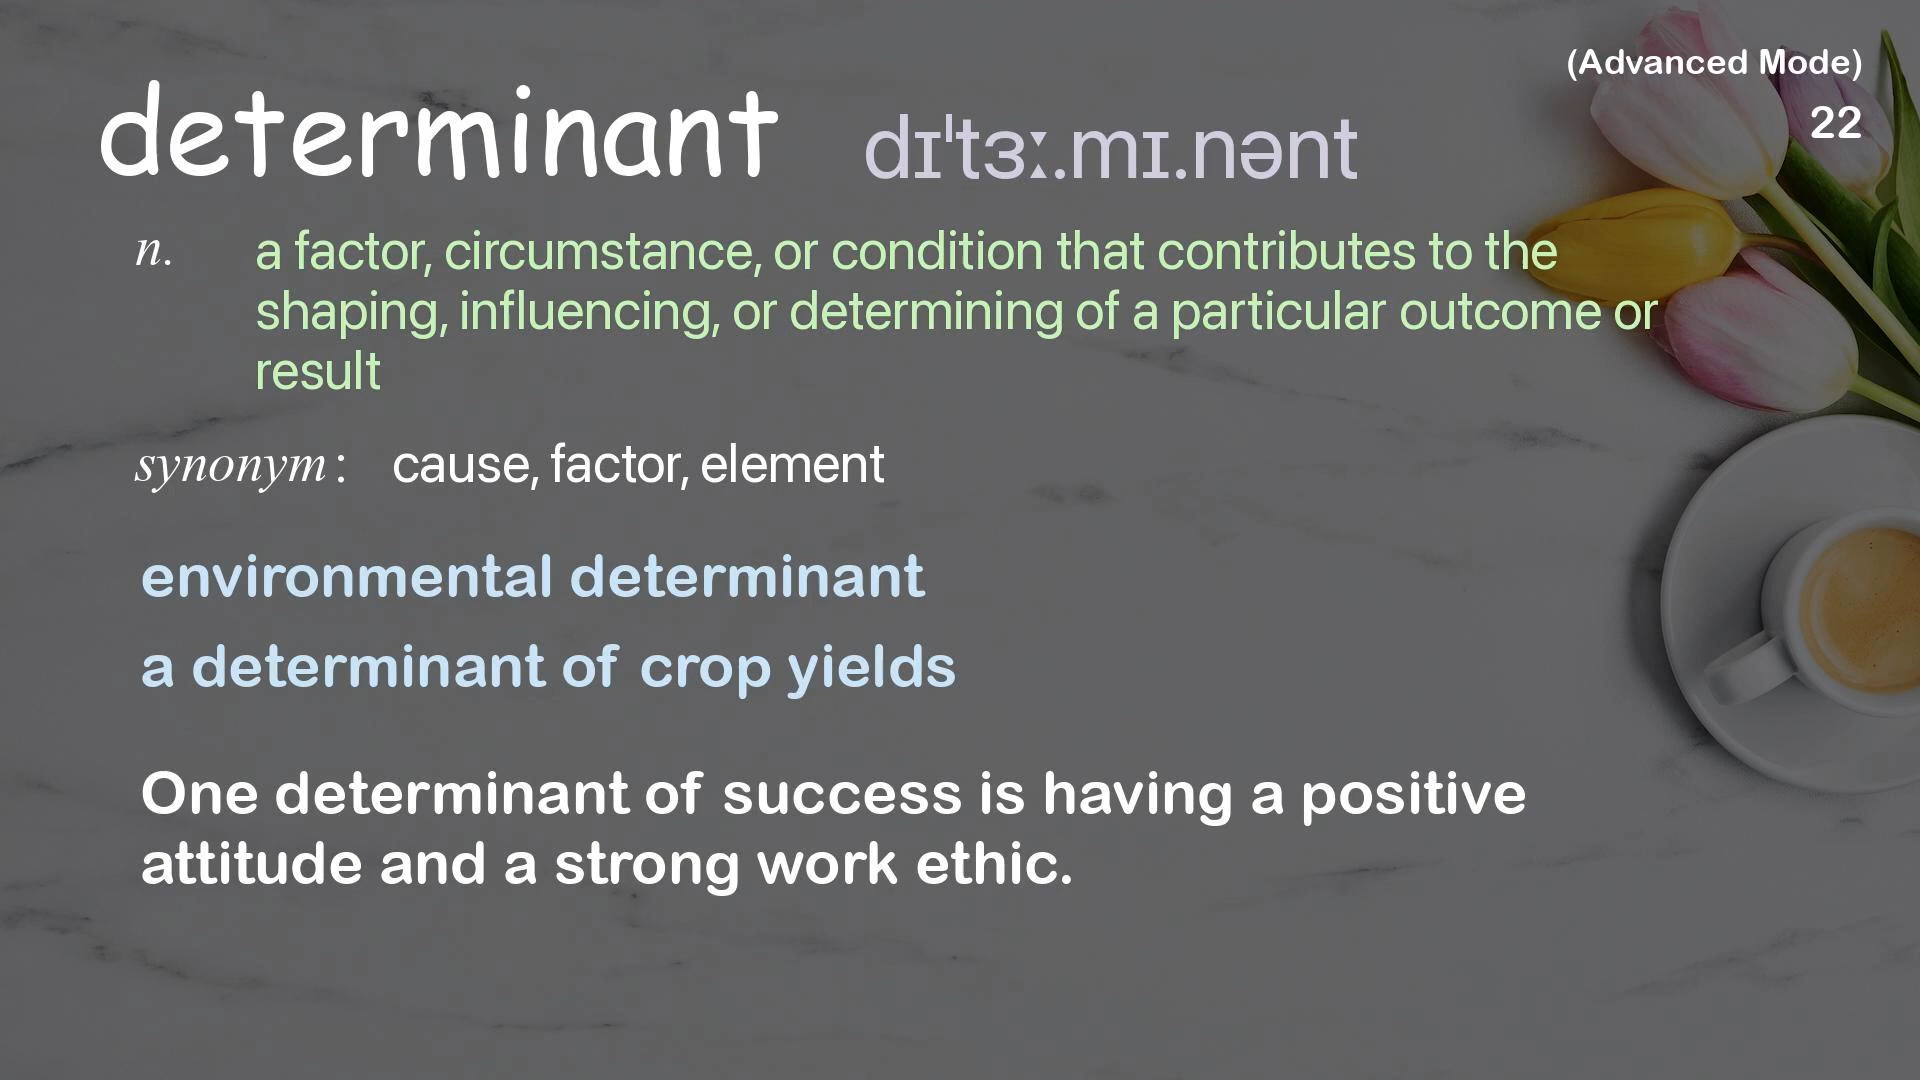 (Advanced Mode)
22
determinant dɪˈtɜː.mɪ.nənt
n. a factor, circumstance, or condition that contributes to the
shaping, influencing, or determining of a particular outcome or
result
synonym: cause, factor, element
environmental determinant
a determinant of crop yields
One determinant of success is having a positive
attitude and a strong work ethic.